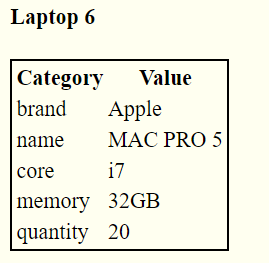 Laptop 6
Category Value
brand Apple
name MAC PRO 5
core i7
memory 32GB
quantity 20